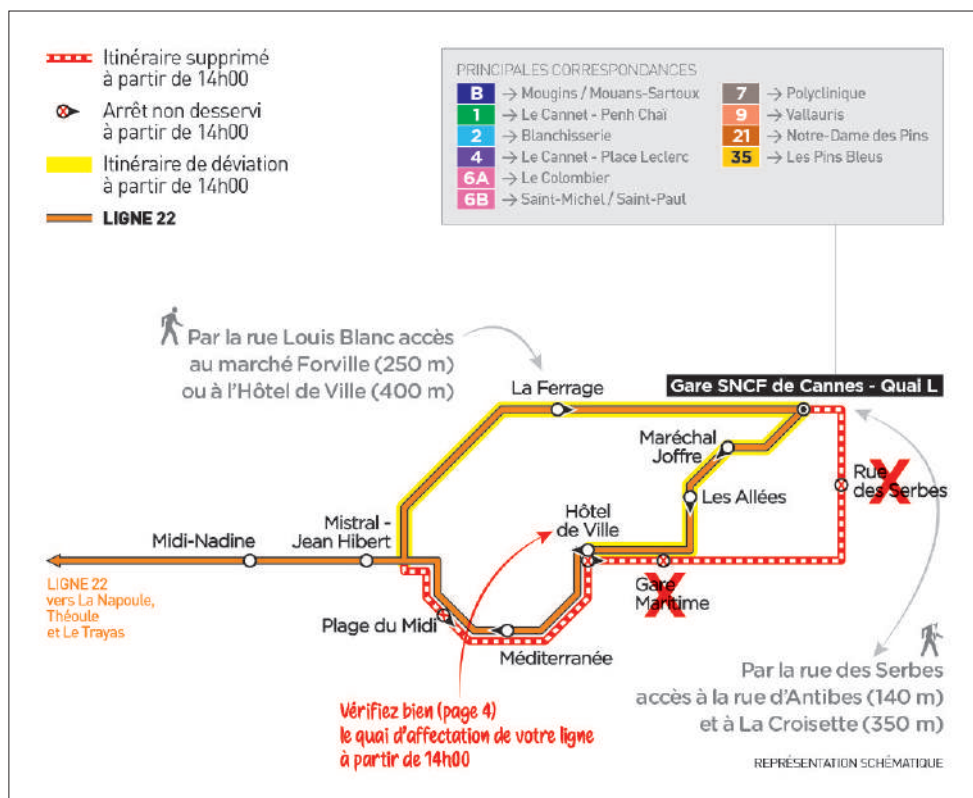 Itinéraire supprimé
à partir de 14h00
Arrêt non desservi
à partir de 14h00
Itinéraire de déviation
à partir de 14h00
LIGNE 22
PRINCIPALES CORRESPONDANCES
B → Mougins / Mouans-Sartoux
1 → Le Cannet - Penh Chaï
2 → Blanchisserie
4 → Le Cannet - Place Leclerc
6A → Le Colombier
6B → Saint-Michel / Saint-Paul
7 → Polyclinique
9 → Vallauris
21 → Notre-Dame des Pins
35 → Les Pins Bleus
Par la rue Louis Blanc accès
au marché Forville (250 m)
ou à l'Hôtel de Ville (400 m)
La Ferrage
Gare SNCF de Cannes - Quai L
Maréchal
Joffre
Rue
des Serbes
Les Allées
Hôtel
de Ville
Mistral -
Jean Hibert
Midi-Nadine
Gare
Maritime
LIGNE 22
vers La Napoule,
Théoule
et Le Trayas
Plage du Midi
Méditerranée
Vérifiez bien (page 4)
le quai d'affectation de votre ligne
à partir de 14h00
Par la rue des Serbes
accès à la rue d'Antibes (140 m)
et à La Croisette (350 m)
REPRÉSENTATION SCHÉMATIQUE